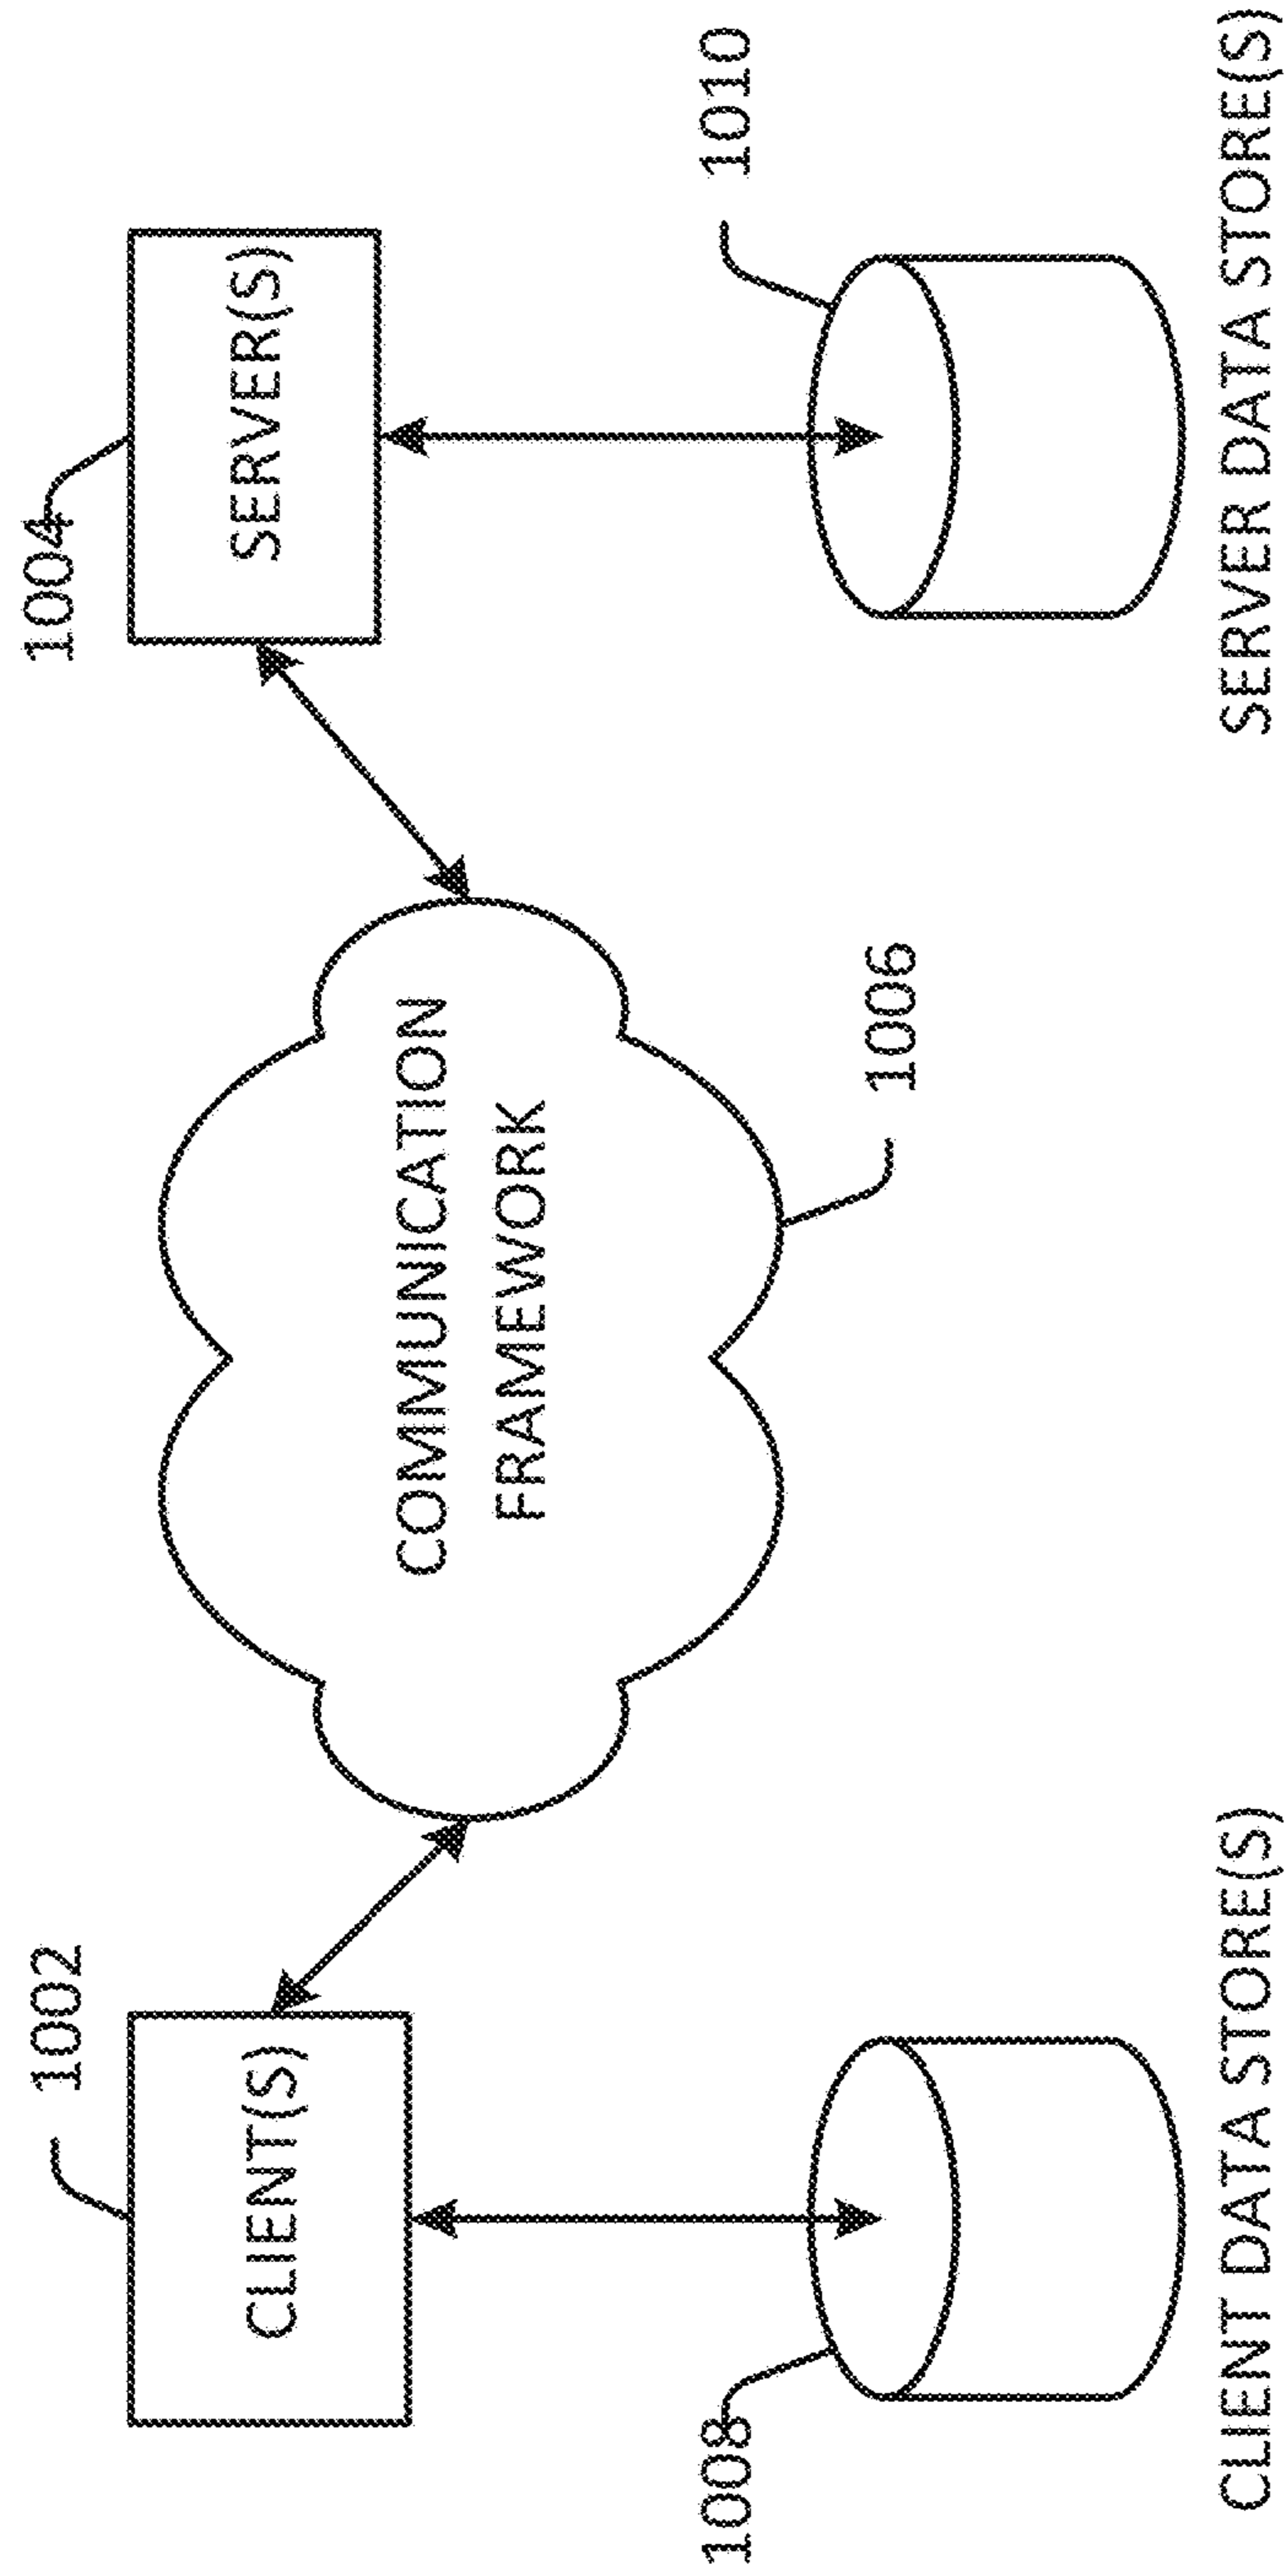 1002
1004
CLIENT(S)
SERVER(S)
COMMUNICATION
FRAMEWORK
1008
1006
1010
CLIENT DATA STORE(S)
SERVER DATA STORE(S)